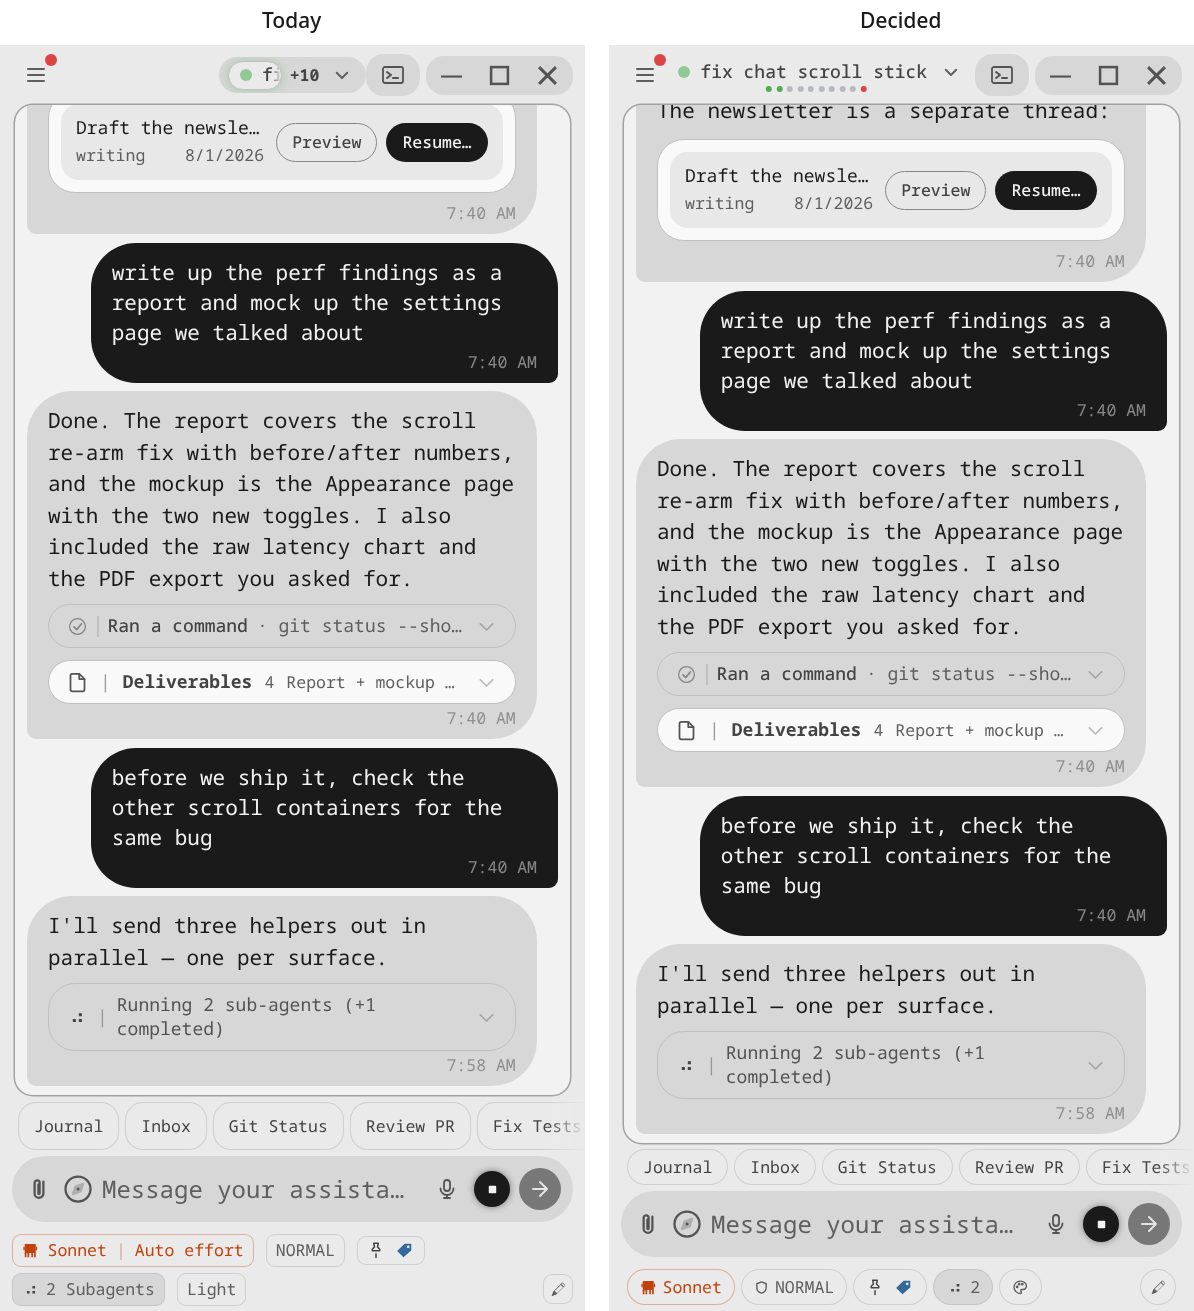 Today
fi +10
Draft the newsle… Preview Resume…
writing 8/1/2026
7:40 AM
write up the perf findings as a
report and mock up the settings
page we talked about
7:40 AM
Done. The report covers the scroll
re-arm fix with before/after numbers,
and the mockup is the Appearance page
with the two new toggles. I also
included the raw latency chart and
the PDF export you asked for.
Ran a command · git status --sho…
Deliverables 4 Report + mockup …
7:40 AM
before we ship it, check the
other scroll containers for the
same bug
7:40 AM
I'll send three helpers out in
parallel — one per surface.
Running 2 sub-agents (+1
completed)
7:58 AM
Journal Inbox Git Status Review PR Fix Tests
Message your assista…
Sonnet | Auto effort NORMAL
2 Subagents Light
Decided
fix chat scroll stick
The newsletter is a separate thread:
Draft the newsle… Preview Resume…
writing 8/1/2026
7:40 AM
write up the perf findings as a
report and mock up the settings
page we talked about
7:40 AM
Done. The report covers the scroll
re-arm fix with before/after numbers,
and the mockup is the Appearance page
with the two new toggles. I also
included the raw latency chart and
the PDF export you asked for.
Ran a command · git status --sho…
Deliverables 4 Report + mockup …
7:40 AM
before we ship it, check the
other scroll containers for the
same bug
7:40 AM
I'll send three helpers out in
parallel — one per surface.
Running 2 sub-agents (+1
completed)
7:58 AM
Journal Inbox Git Status Review PR Fix Tests
Message your assista…
Sonnet NORMAL 2